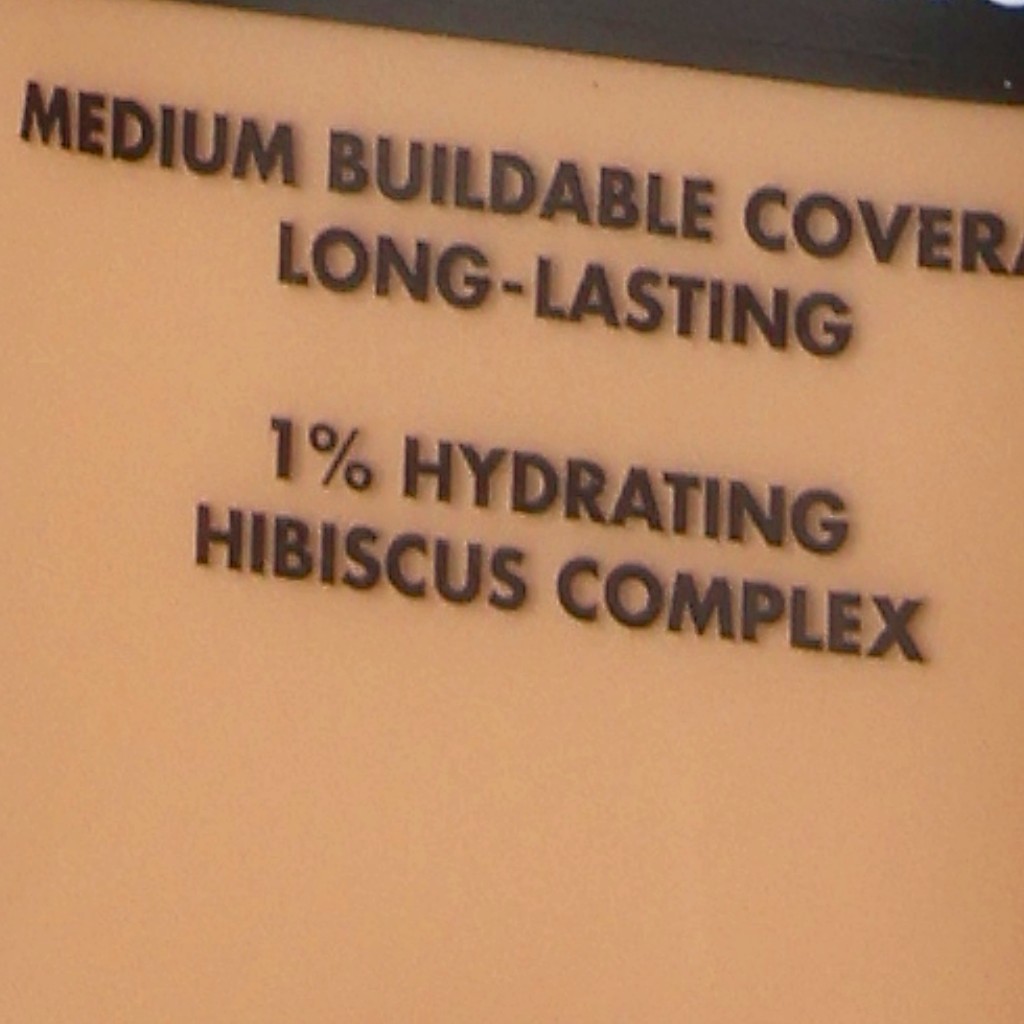 MEDIUM BUILDABLE COVERA
LONG-LASTING
1% HYDRATING
HIBISCUS COMPLEX